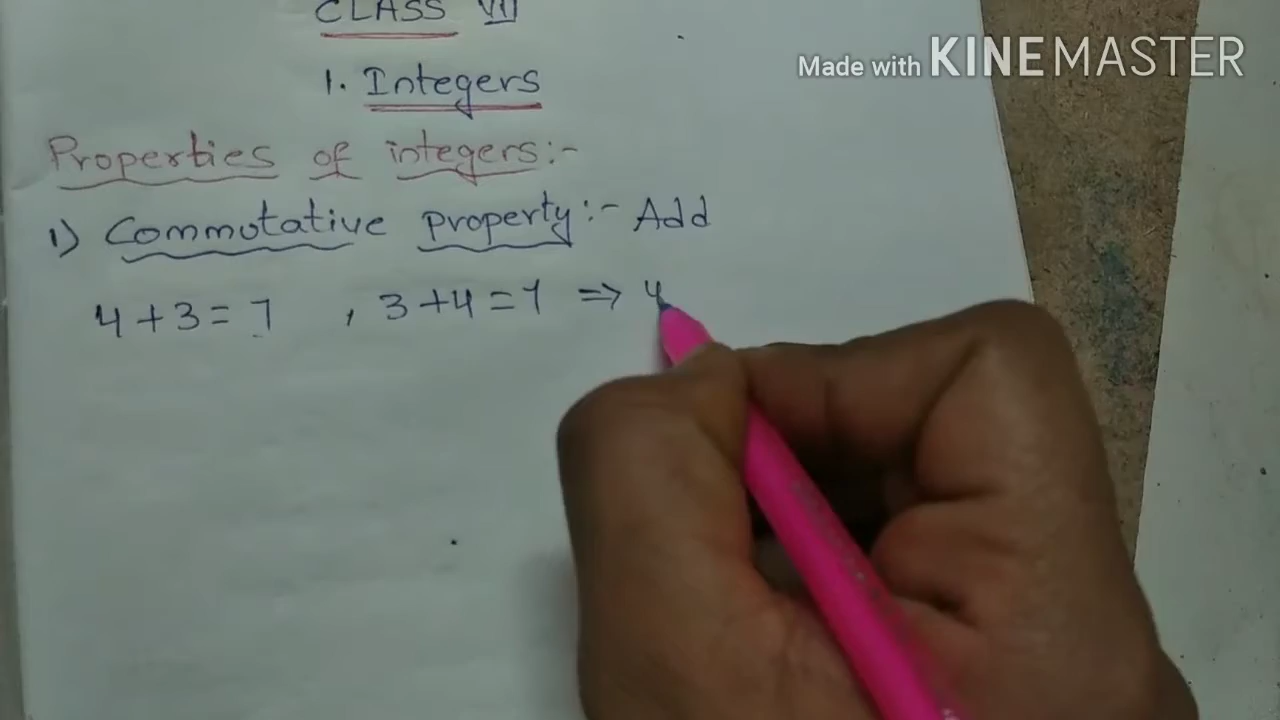 CLASS VII
Made with KINEMASTER
1. Integers
Properties of integers:-
1) Commutative property:- Add
4+3=7 , 3+4=7 => 4